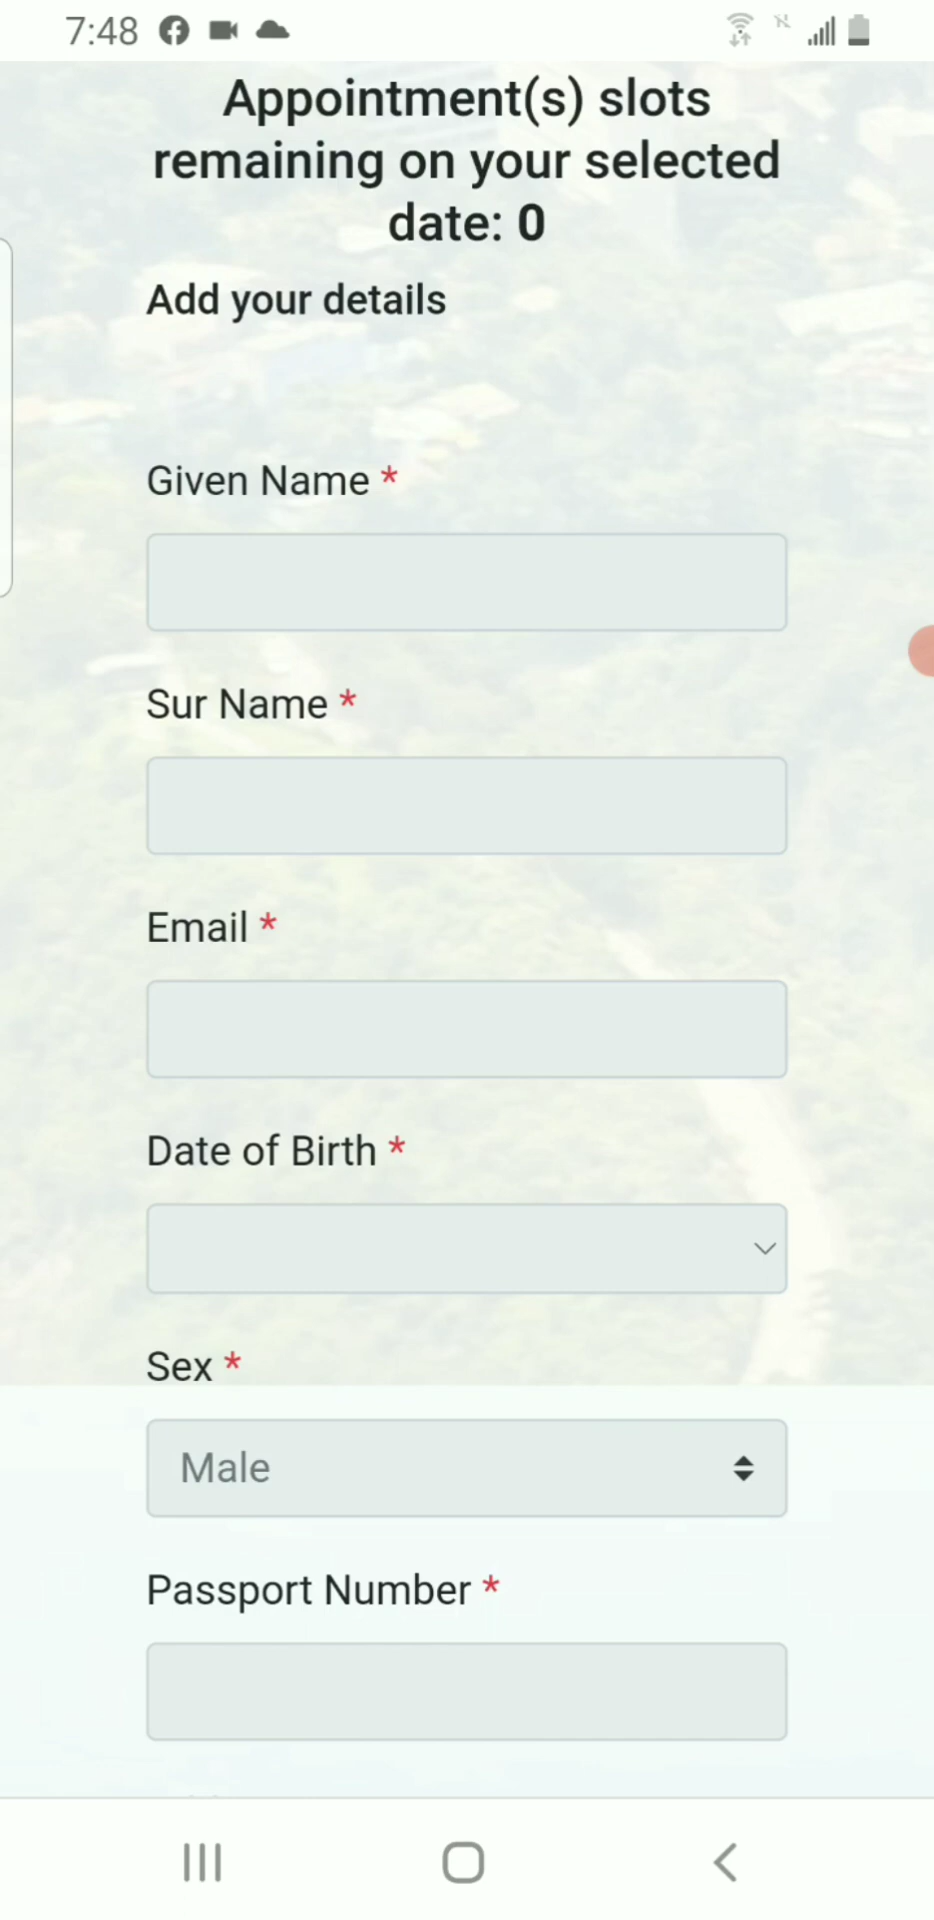 7:48
Appointment(s) slots
remaining on your selected
date: 0
Add your details
Given Name *
Sur Name *
Email *
Date of Birth *
Sex *
Male
Passport Number *